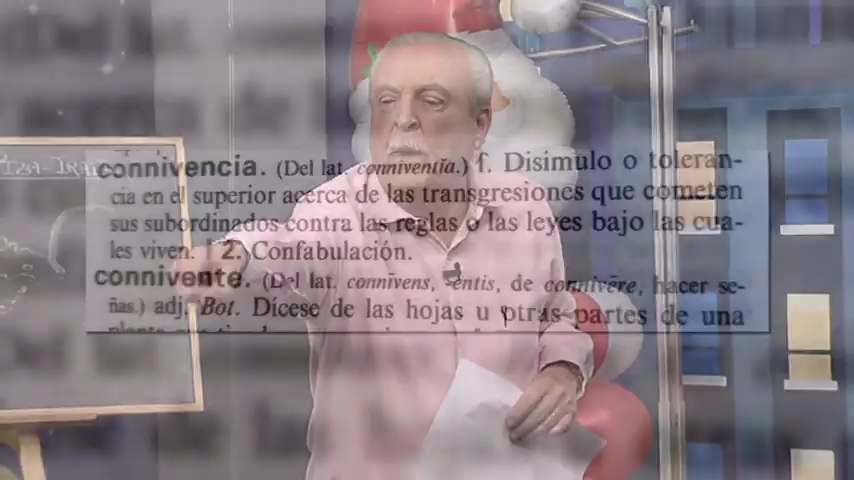 connivencia. (Del lat. conniventĭa.) f. Disimulo o toleran-
cia en el superior acerca de las transgresiones que cometen
sus subordinados contra las reglas o las leyes bajo las cua-
les viven. 2. Confabulación.
connivente. (Del lat. connīvens, -entis, de connivēre, hacer se-
ñas.) adj. Bot. Dícese de las hojas u otras partes de una